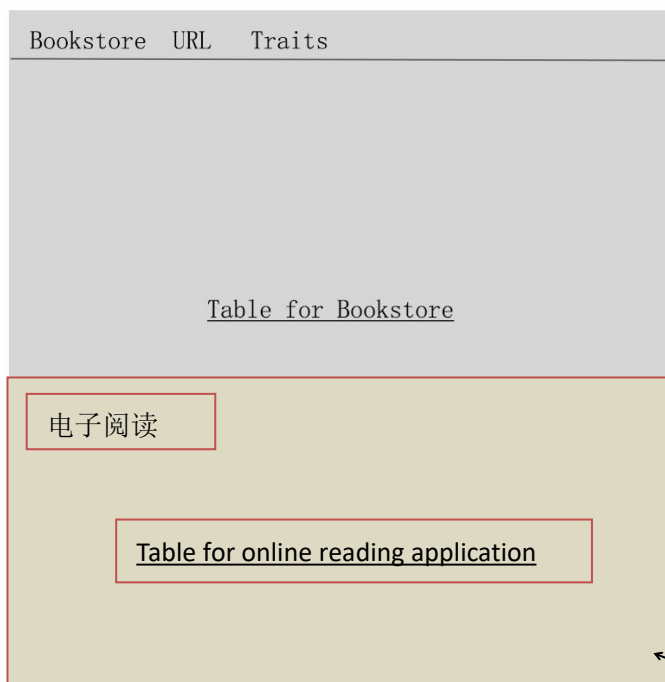 Bookstore URL Traits
Table for Bookstore
电子阅读
Table for online reading application